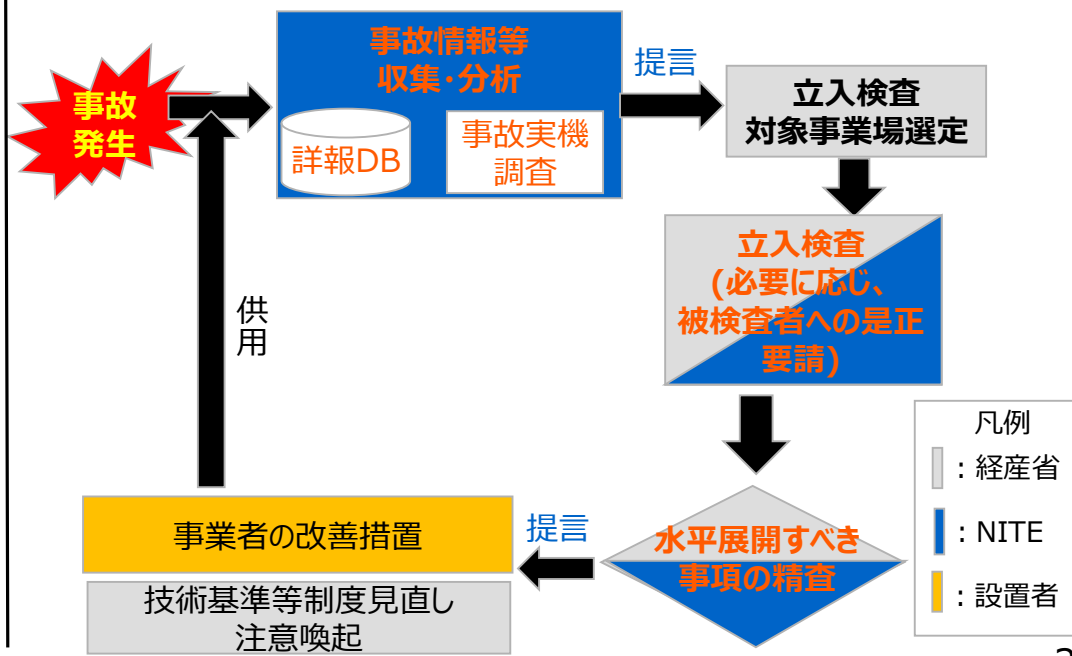 事故
発生
事故情報等
収集･分析
詳報DB
事故実機
調査
提言
立入検査
対象事業場選定
立入検査
(必要に応じ、
被検査者への是正
要請)
供
用
水平展開すべき
事項の精査
提言
事業者の改善措置
技術基準等制度見直し
注意喚起
凡例
：経産省
：NITE
：設置者